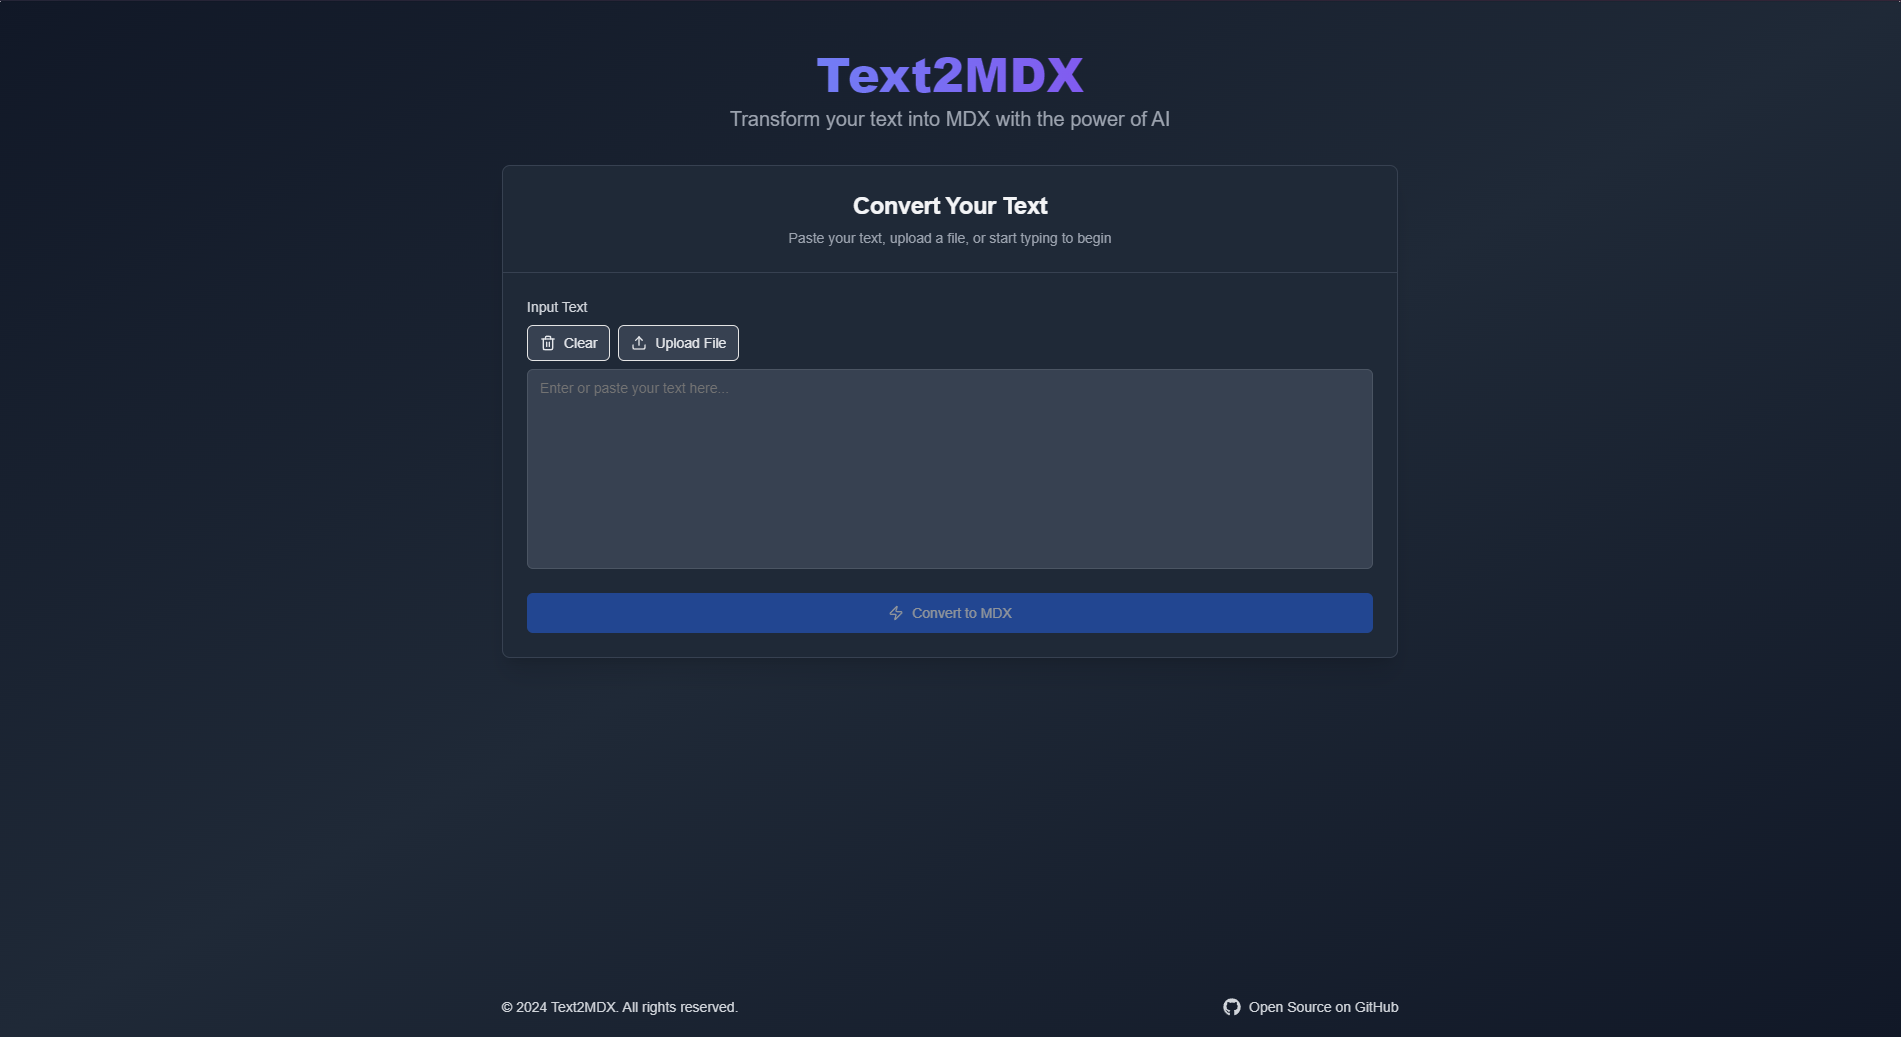 Text2MDX
Transform your text into MDX with the power of AI
Convert Your Text
Paste your text, upload a file, or start typing to begin
Input Text
Clear
Upload File
Enter or paste your text here...
Convert to MDX
© 2024 Text2MDX. All rights reserved.
Open Source on GitHub